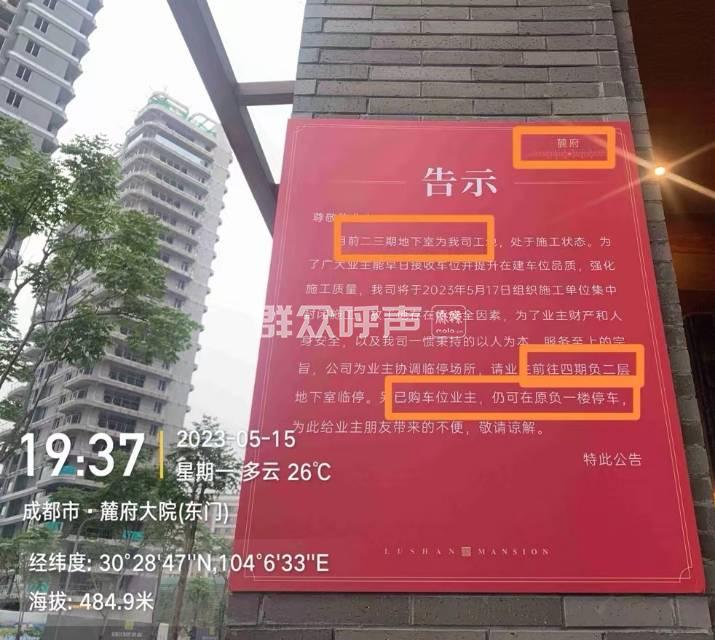 麓府
告示
尊敬
目前二三期地下室为我司工地，处于施工状态。为
了广大业主能早日接收车位并提升在建车位品质，强化
施工质量，我司将于2023年5月17日组织施工单位集中
全因素，为了业主财产和人
身安全，以及我司一惯秉持的以人为本、服务至上的宗
旨，公司为业主协调临停场所，请业主前往四期负二层
地下室临停。另已购车位业主，仍可在原负一楼停车，
为此给业主朋友带来的不便，敬请谅解。
特此公告
LUSHAN MANSION
群众呼声
19:37
2023-05-15
星期一 多云 26℃
成都市·麓府大院(东门)
经纬度: 30°28'47"N,104°6'33"E
海拔: 484.9米